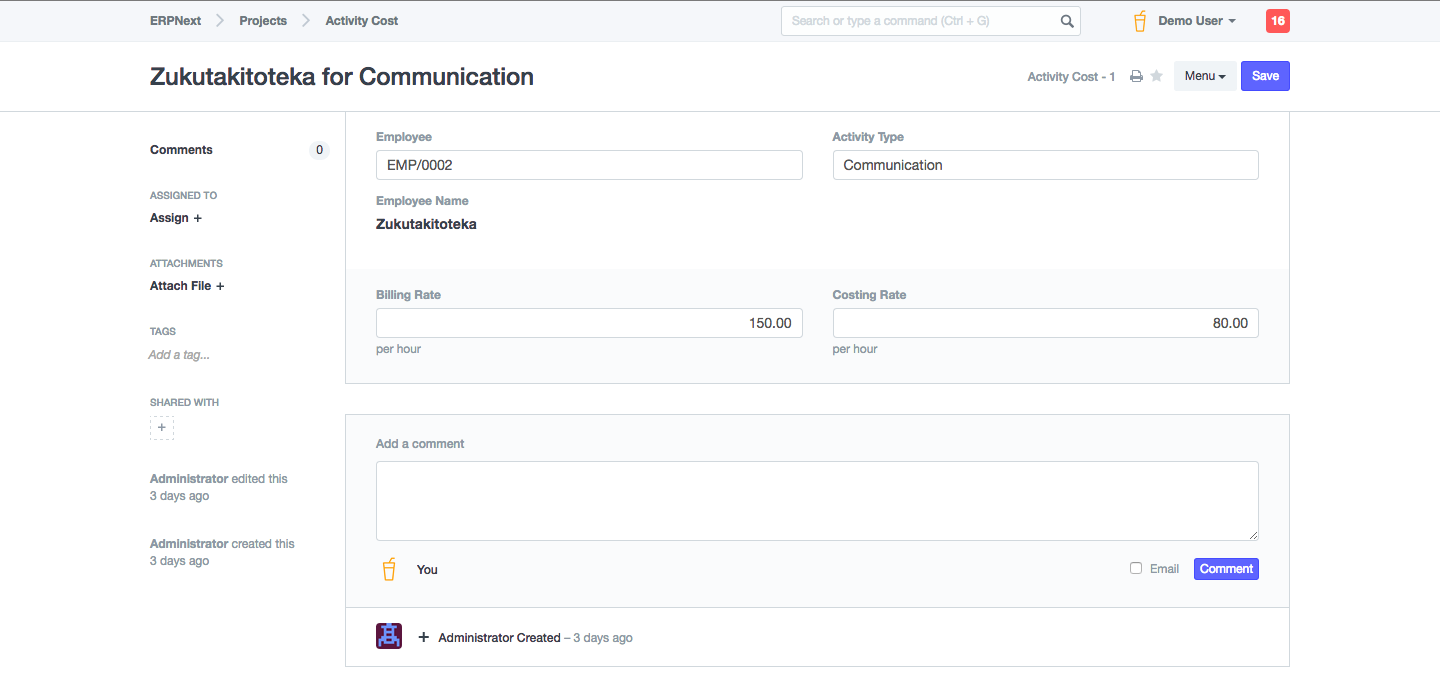 ERPNext Projects Activity Cost Search or type a command (Ctrl + G) Demo User 16
Zukutakitoteka for Communication Activity Cost - 1 Menu Save
Comments 0
ASSIGNED TO
Assign +
ATTACHMENTS
Attach File +
TAGS
Add a tag...
SHARED WITH
+
Administrator edited this
3 days ago
Administrator created this
3 days ago
Employee Activity Type
EMP/0002 Communication
Employee Name
Zukutakitoteka
Billing Rate Costing Rate
150.00 80.00
per hour per hour
Add a comment
You Email Comment
+ Administrator Created – 3 days ago